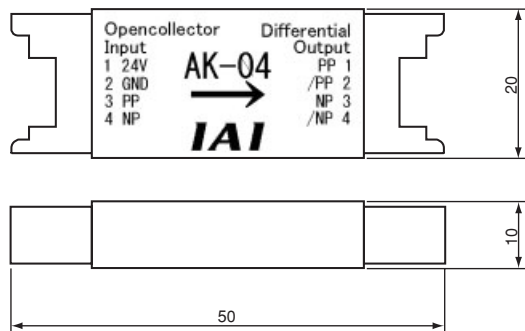 Opencollector
Input
1 24V
2 GND
3 PP
4 NP
AK-04
Differential
Output
PP 1
/PP 2
NP 3
/NP 4
IAI
20
10
50